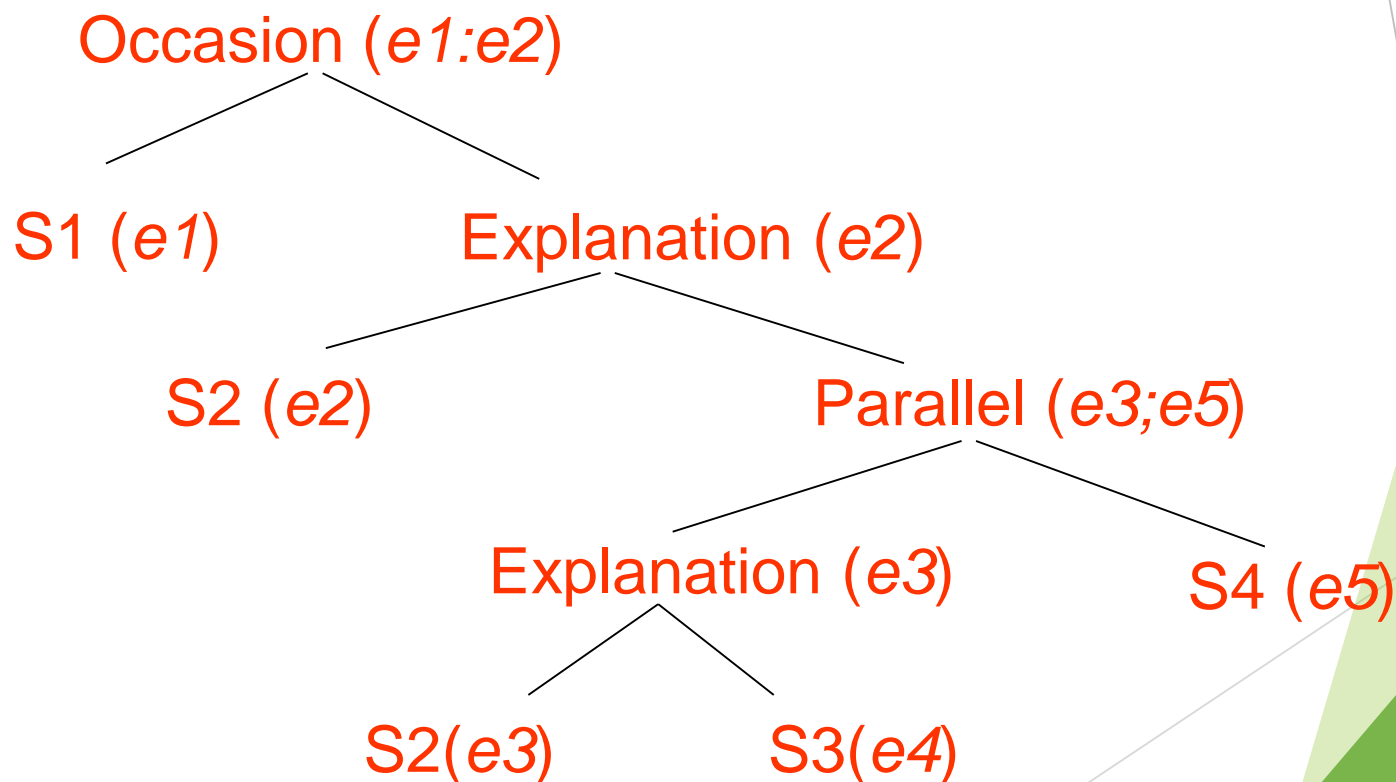 Occasion (e1:e2)
S1 (e1)
Explanation (e2)
S2 (e2)
Parallel (e3;e5)
Explanation (e3)
S4 (e5)
S2(e3)
S3(e4)